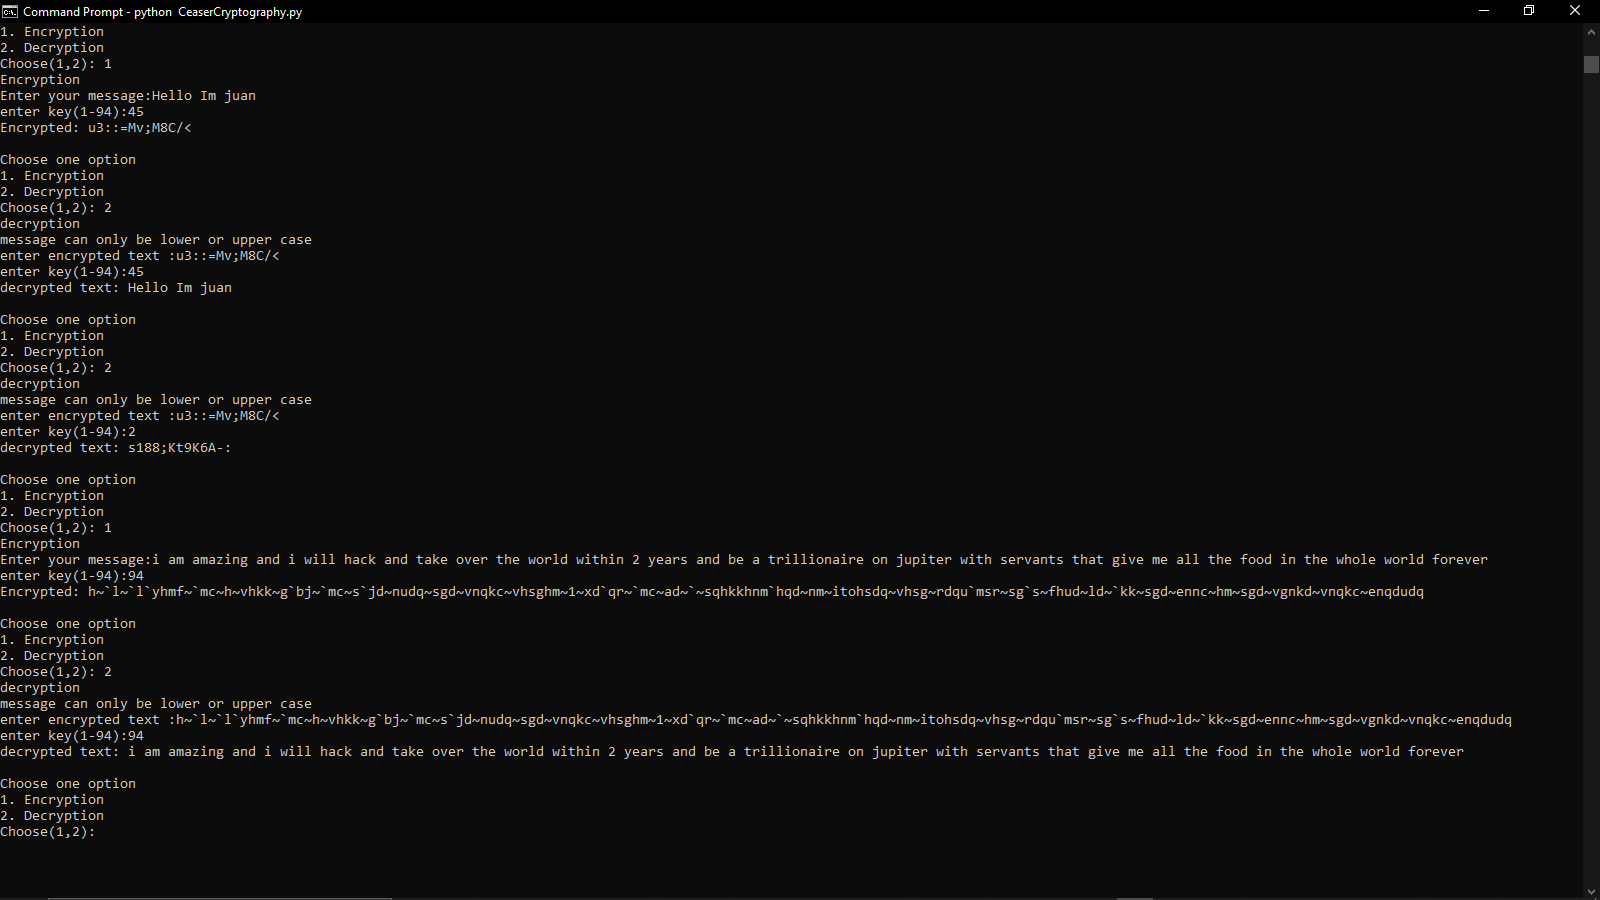 Command Prompt - python  CeaserCryptography.py
1. Encryption
2. Decryption
Choose(1,2): 1
Encryption
Enter your message:Hello Im juan
enter key(1-94):45
Encrypted: u3::=Mv;M8C/<
Choose one option
1. Encryption
2. Decryption
Choose(1,2): 2
decryption
message can only be lower or upper case
enter encrypted text :u3::=Mv;M8C/<
enter key(1-94):45
decrypted text: Hello Im juan
Choose one option
1. Encryption
2. Decryption
Choose(1,2): 2
decryption
message can only be lower or upper case
enter encrypted text :u3::=Mv;M8C/<
enter key(1-94):2
decrypted text: s188;Kt9K6A-:
Choose one option
1. Encryption
2. Decryption
Choose(1,2): 1
Encryption
Enter your message:i am amazing and i will hack and take over the world within 2 years and be a trillionaire on jupiter with servants that give me all the food in the whole world forever
enter key(1-94):94
Encrypted: h~`l~`l`yhmf~`mc~h~vhkk~g`bj~`mc~s`jd~nudq~sgd~vnqkc~vhsghm~1~xd`qr~`mc~ad~`~sqhkkhnm`hqd~nm~itohsdq~vhsg~rdqu`msr~sg`s~fhud~ld~`kk~sgd~ennc~hm~sgd~vgnkd~vnqkc~enqdudq
Choose one option
1. Encryption
2. Decryption
Choose(1,2): 2
decryption
message can only be lower or upper case
enter encrypted text :h~`l~`l`yhmf~`mc~h~vhkk~g`bj~`mc~s`jd~nudq~sgd~vnqkc~vhsghm~1~xd`qr~`mc~ad~`~sqhkkhnm`hqd~nm~itohsdq~vhsg~rdqu`msr~sg`s~fhud~ld~`kk~sgd~ennc~hm~sgd~vgnkd~vnqkc~enqdudq
enter key(1-94):94
decrypted text: i am amazing and i will hack and take over the world within 2 years and be a trillionaire on jupiter with servants that give me all the food in the whole world forever
Choose one option
1. Encryption
2. Decryption
Choose(1,2):